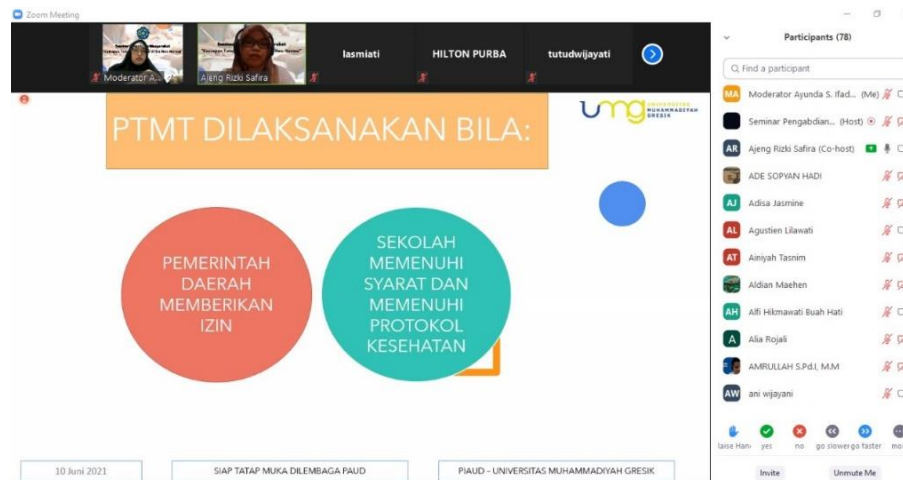 Zoom Meeting
Participants (78)
Find a participant
Moderator A...
Ajeng Rizki Safira
lasmiati
HILTON PURBA
tutudwijayati
PTMT DILAKSANAKAN BILA:
umg UNIVERSITAS
MUHAMMADIYAH
GRESIK
PEMERINTAH
DAERAH
MEMBERIKAN
IZIN
SEKOLAH
MEMENUHI
SYARAT DAN
MEMENUHI
PROTOKOL
KESEHATAN
10 Juni 2021
SIAP TATAP MUKA DILEMBAGA PAUD
PIAUD - UNIVERSITAS MUHAMMADIYAH GRESIK
MA Moderator Ayunda S. Ifad... (Me)
Seminar Pengabdian... (Host)
AR Ajeng Rizki Safira (Co-host)
ADE SOPYAN HADI
AJ Adisa Jasmine
AL Agustien Lilawati
AT Ainiyah Tasnim
Aldian Maehen
AH Alfi Hikmawati Buah Hati
A Alia Rojali
AMRULLAH S.Pd.I, M.M
AW ani wijayani
yes
no
go slower
go faster
Invite
Unmute Me